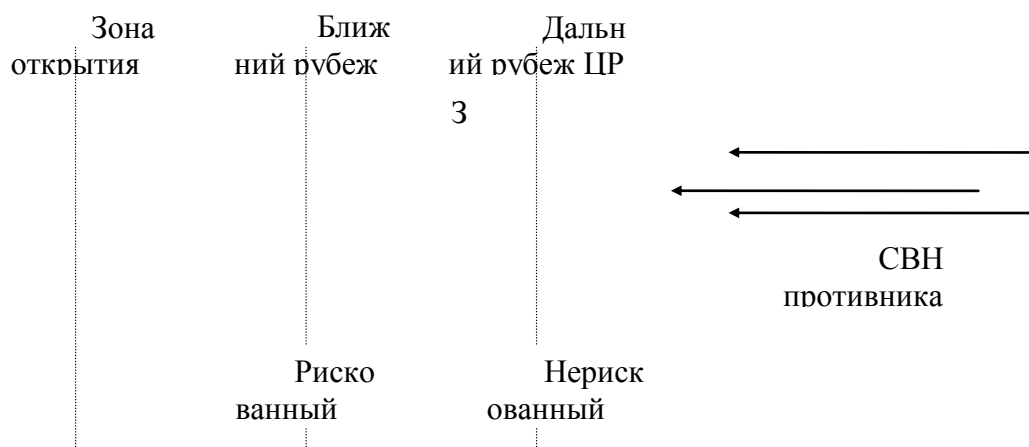 Зона
открытия
Ближ
ний рубеж
Дальн
ий рубеж ЦР
З
СВН
противника
Риско
ванный
Нериск
ованный